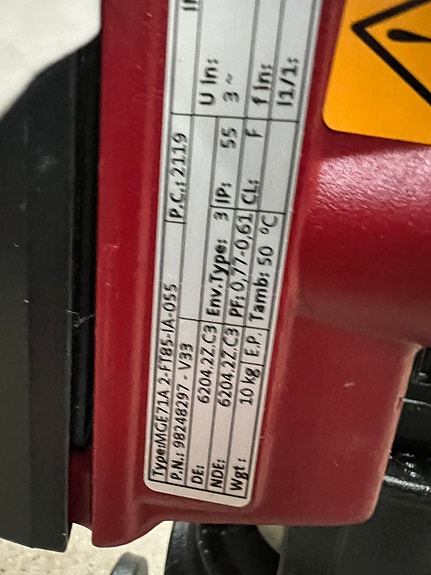 Type:MGE71A 2-FT85-IA-055
P.N.: 98248297 - V33 P.C.: 2119
DE: 6204.2Z.C3 Env.Type: 3 IP: 55 U In: 3 ~
NDE: 6204.2Z.C3 PF: 0,77-0,61 CL: F f In:
Wgt : 10 kg E.P. Tamb: 50 °C I1/1: